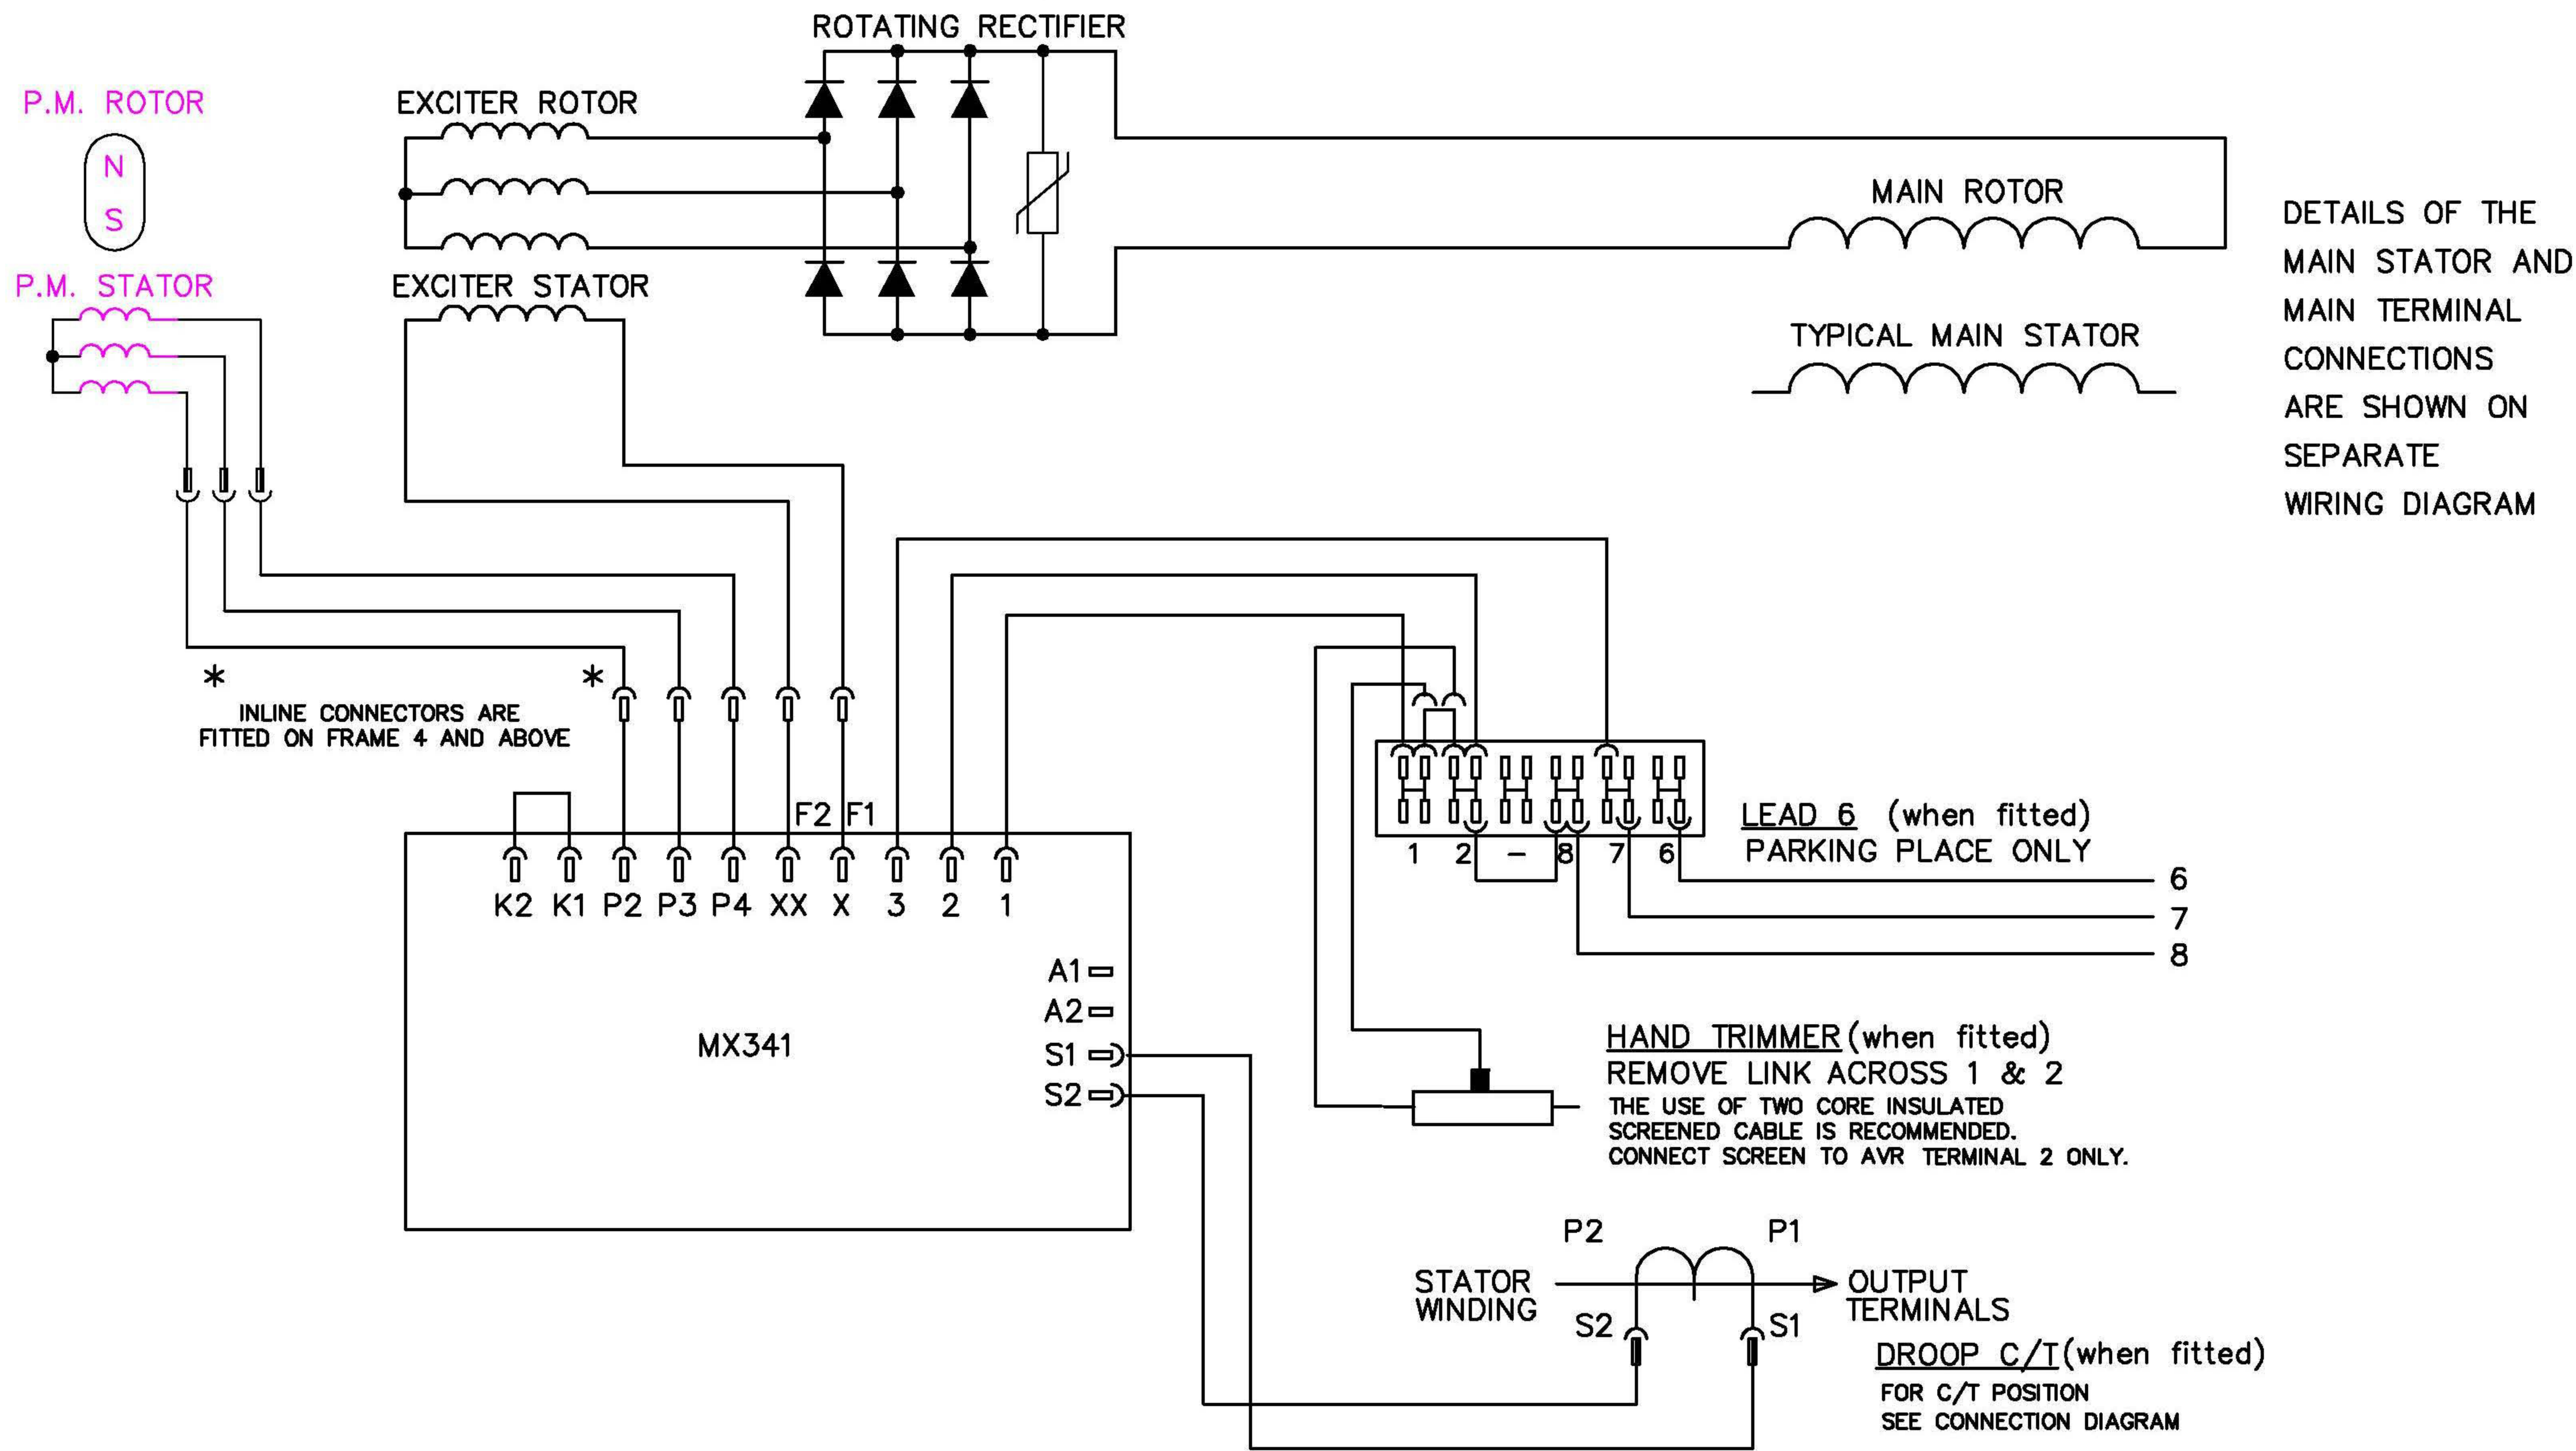 ROTATING RECTIFIER
P.M. ROTOR
N
S
P.M. STATOR
EXCITER ROTOR
EXCITER STATOR
MAIN ROTOR
TYPICAL MAIN STATOR
DETAILS OF THE
MAIN STATOR AND
MAIN TERMINAL
CONNECTIONS
ARE SHOWN ON
SEPARATE
WIRING DIAGRAM
* *
INLINE CONNECTORS ARE
FITTED ON FRAME 4 AND ABOVE
F2 F1
K2 K1 P2 P3 P4 XX X 3 2 1
A1
A2
S1
S2
MX341
1 2 - 8 7 6
LEAD 6 (when fitted)
PARKING PLACE ONLY
6
7
8
HAND TRIMMER (when fitted)
REMOVE LINK ACROSS 1 & 2
THE USE OF TWO CORE INSULATED
SCREENED CABLE IS RECOMMENDED.
CONNECT SCREEN TO AVR TERMINAL 2 ONLY.
P2 P1
STATOR
WINDING
OUTPUT
TERMINALS
S2 S1
DROOP C/T (when fitted)
FOR C/T POSITION
SEE CONNECTION DIAGRAM